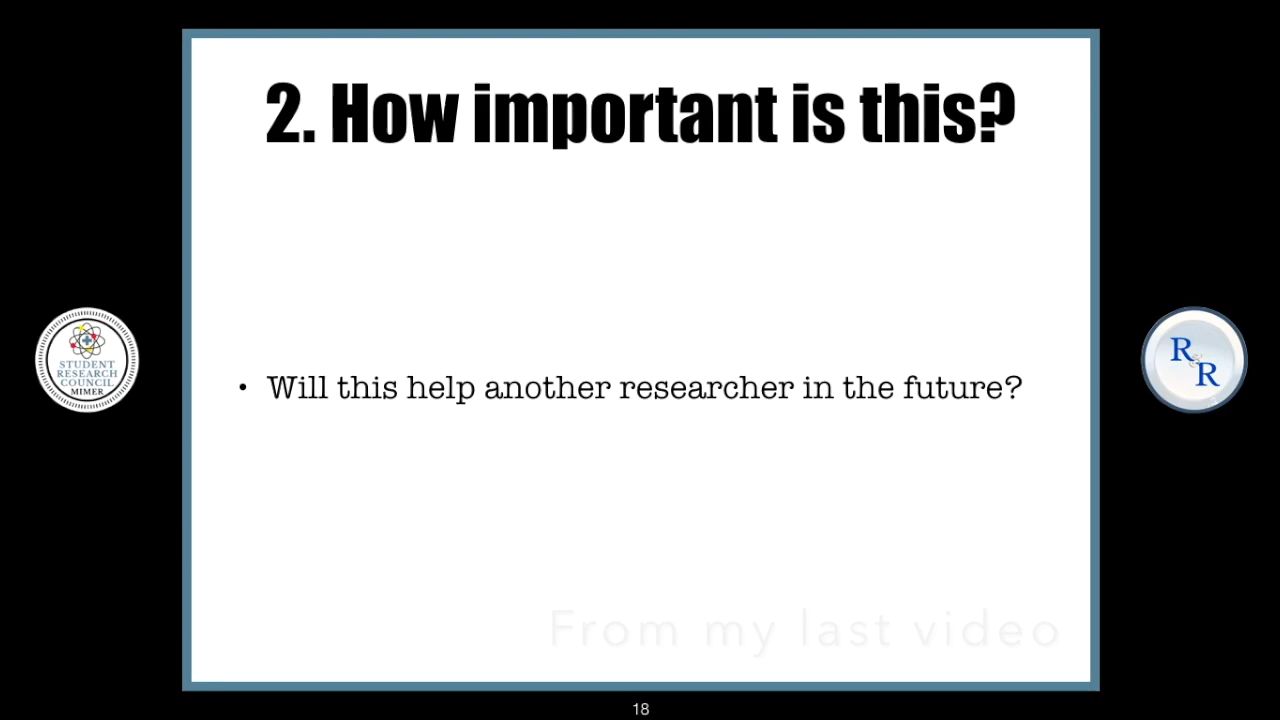 2. How important is this?
STUDENT
RESEARCH
COUNCIL
MIMER
R
&
R
• Will this help another researcher in the future?
From my last video
18